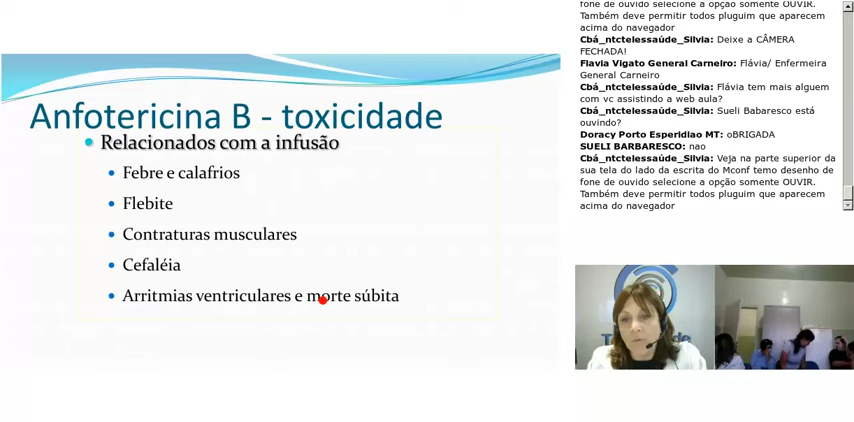 Anfotericina B - toxicidade
Relacionados com a infusão
Febre e calafrios
Flebite
Contraturas musculares
Cefaléia
Arritmias ventriculares e morte súbita
fone de ouvido selecione a opção somente OUVIR.
Também deve permitir todos pluguim que aparecem
acima do navegador
Cbá_ntctelessaúde_Silvia: Deixe a CÂMERA
FECHADA!
Flavia Vigato General Carneiro: Flávia/ Enfermeira
General Carneiro
Cbá_ntctelessaúde_Silvia: Flávia tem mais alguem
com vc assistindo a web aula?
Cbá_ntctelessaúde_Silvia: Sueli Babaresco está
ouvindo?
Doracy Porto Esperidiao MT: oBRIGADA
SUELI BARBARESCO: nao
Cbá_ntctelessaúde_Silvia: Veja na parte superior da
sua tela do lado da escrita do Mconf temo desenho de
fone de ouvido selecione a opção somente OUVIR.
Também deve permitir todos pluguim que aparecem
acima do navegador